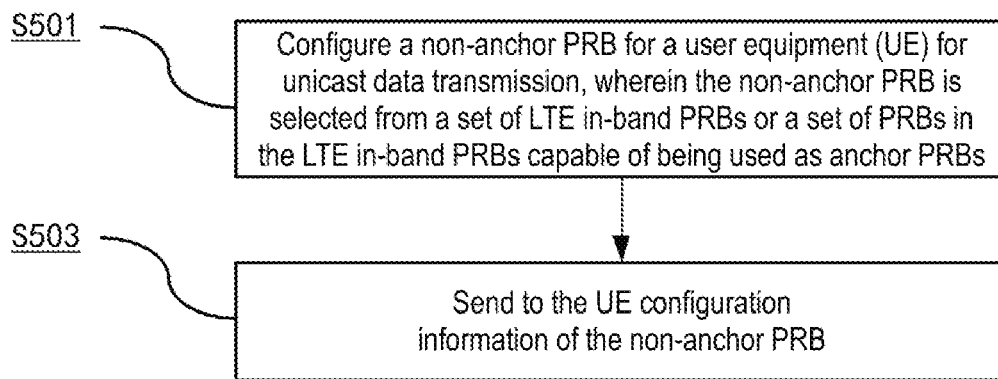 S501
Configure a non-anchor PRB for a user equipment (UE) for
unicast data transmission, wherein the non-anchor PRB is
selected from a set of LTE in-band PRBs or a set of PRBs in
the LTE in-band PRBs capable of being used as anchor PRBs
S503
Send to the UE configuration
information of the non-anchor PRB